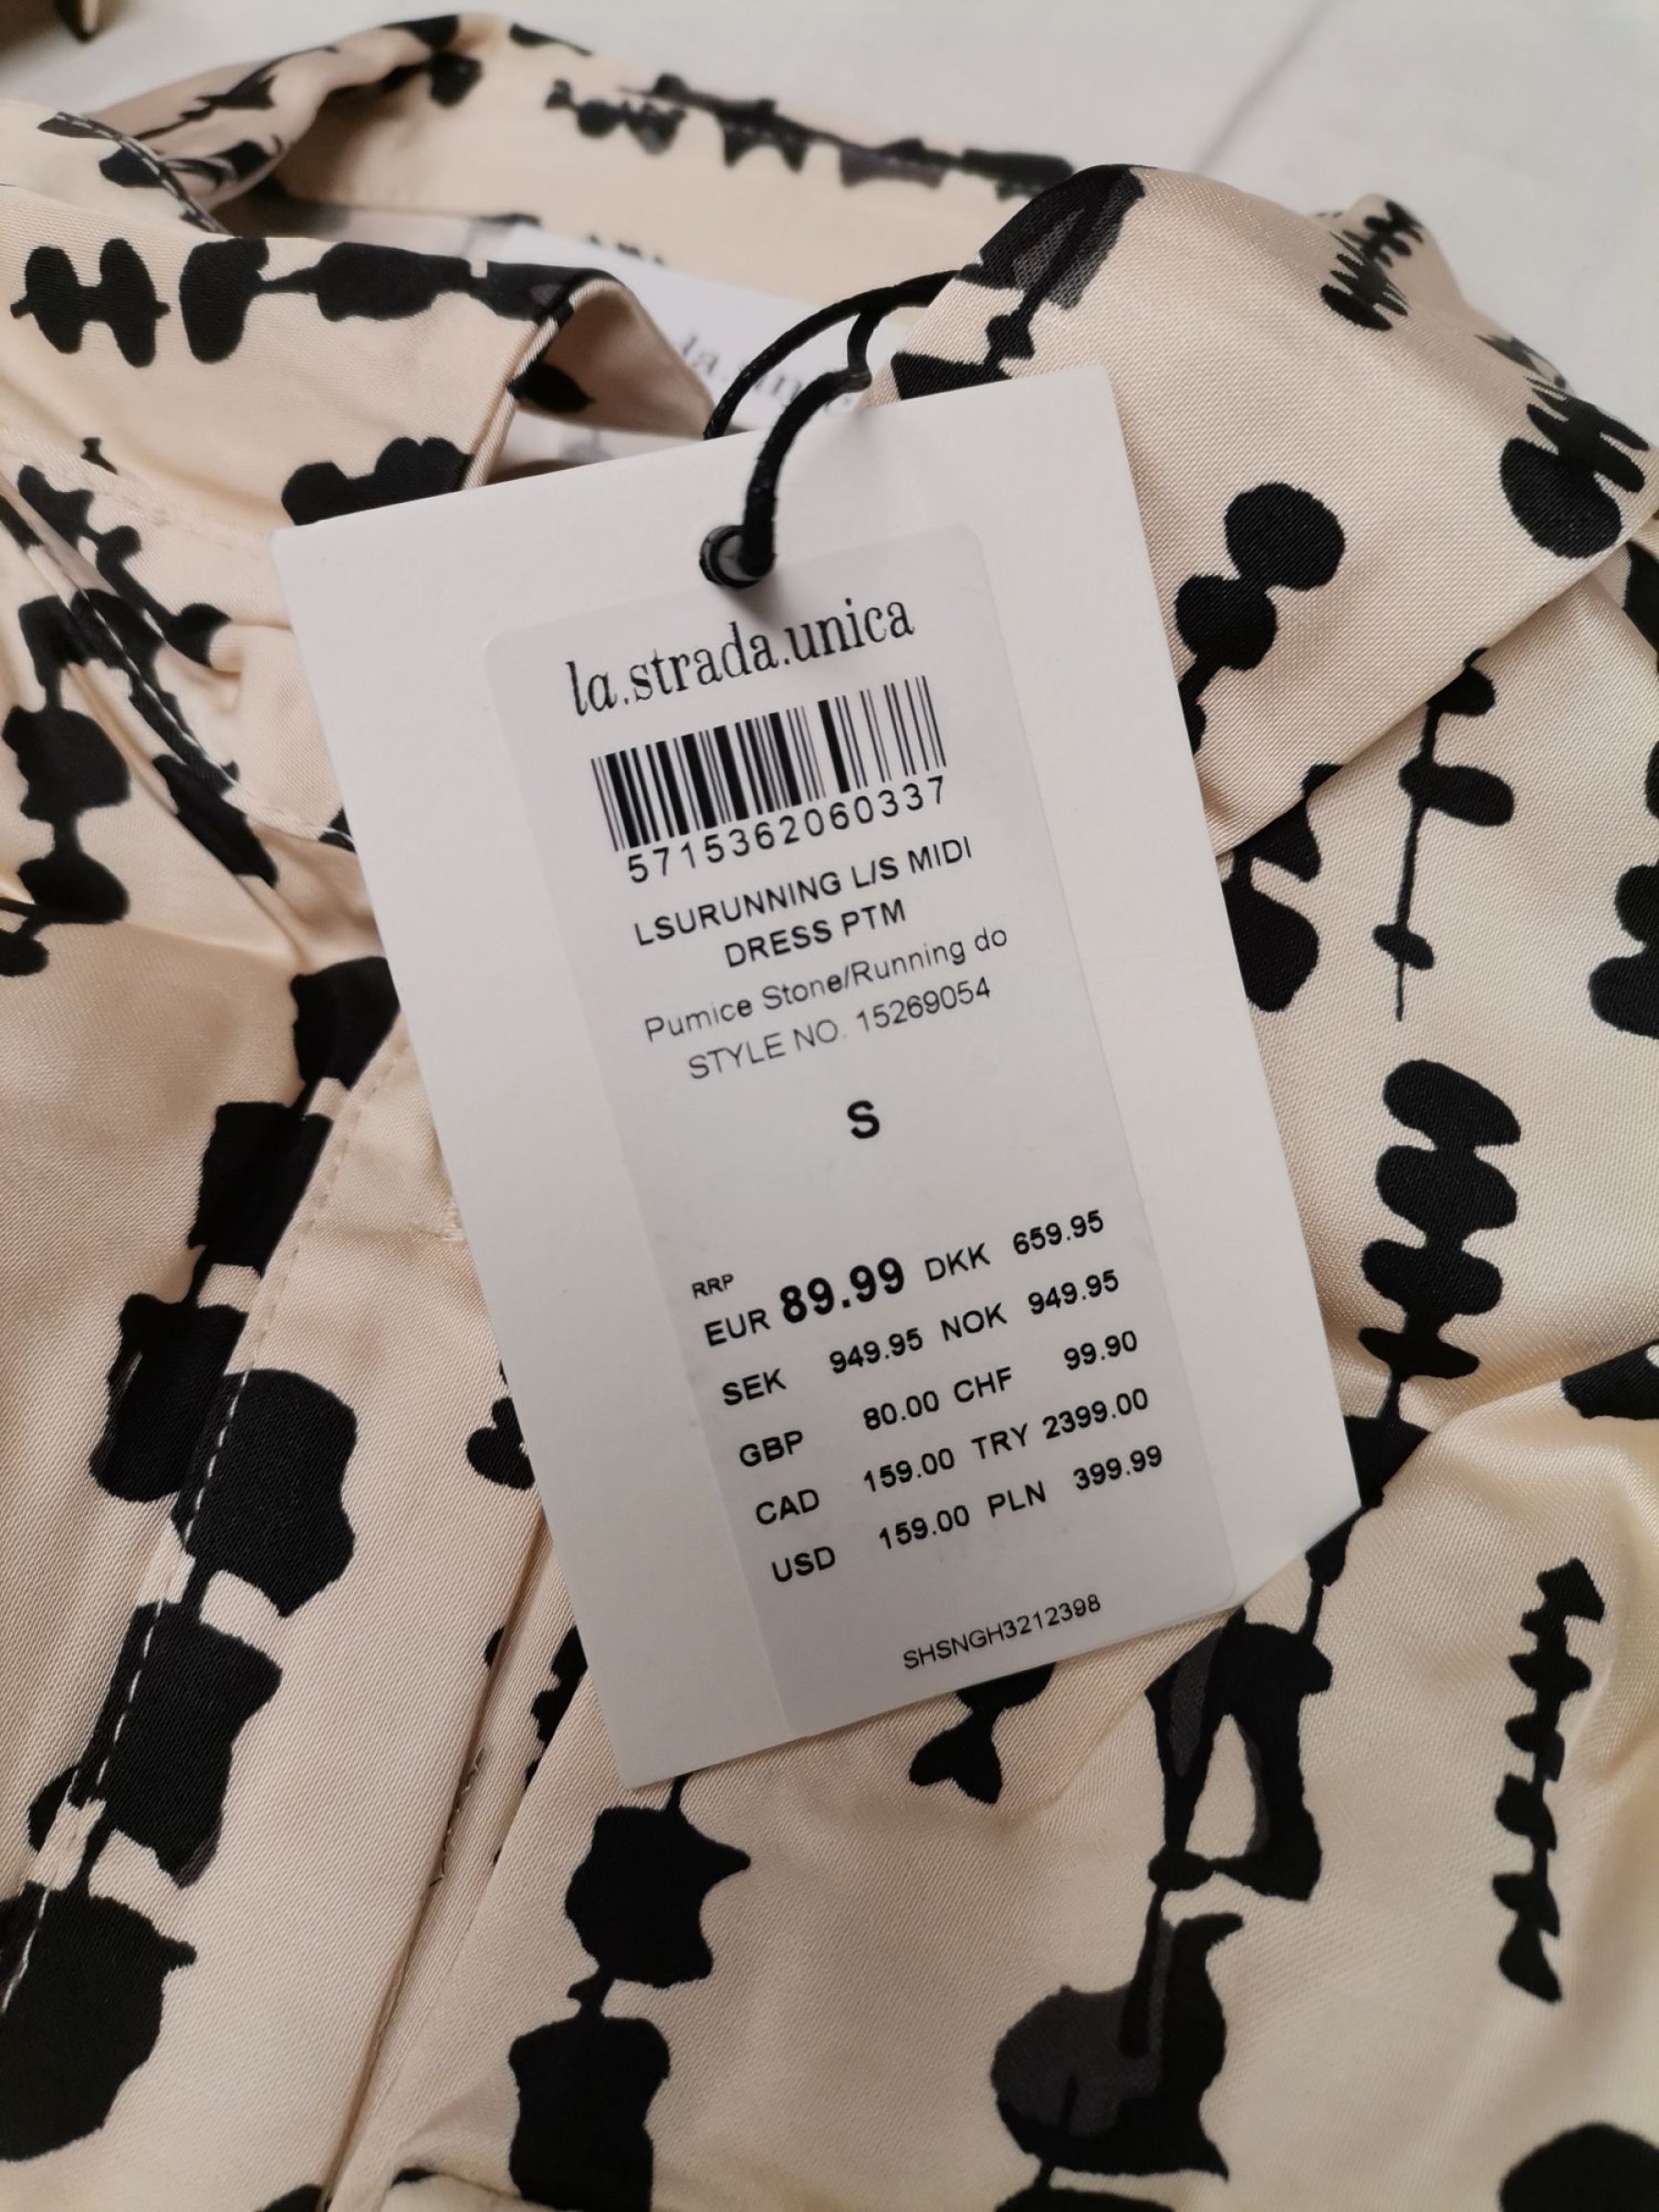 la.strada.unica
5715362060337
LSURUNNING L/S MIDI
DRESS PTM
Pumice Stone/Running do
STYLE NO. 15269054
S
RRP
EUR 89.99 DKK 659.95
SEK 949.95 NOK 949.95
GBP 80.00 CHF 99.90
CAD 159.00 TRY 2399.00
USD 159.00 PLN 399.99
SHSNGH3212398